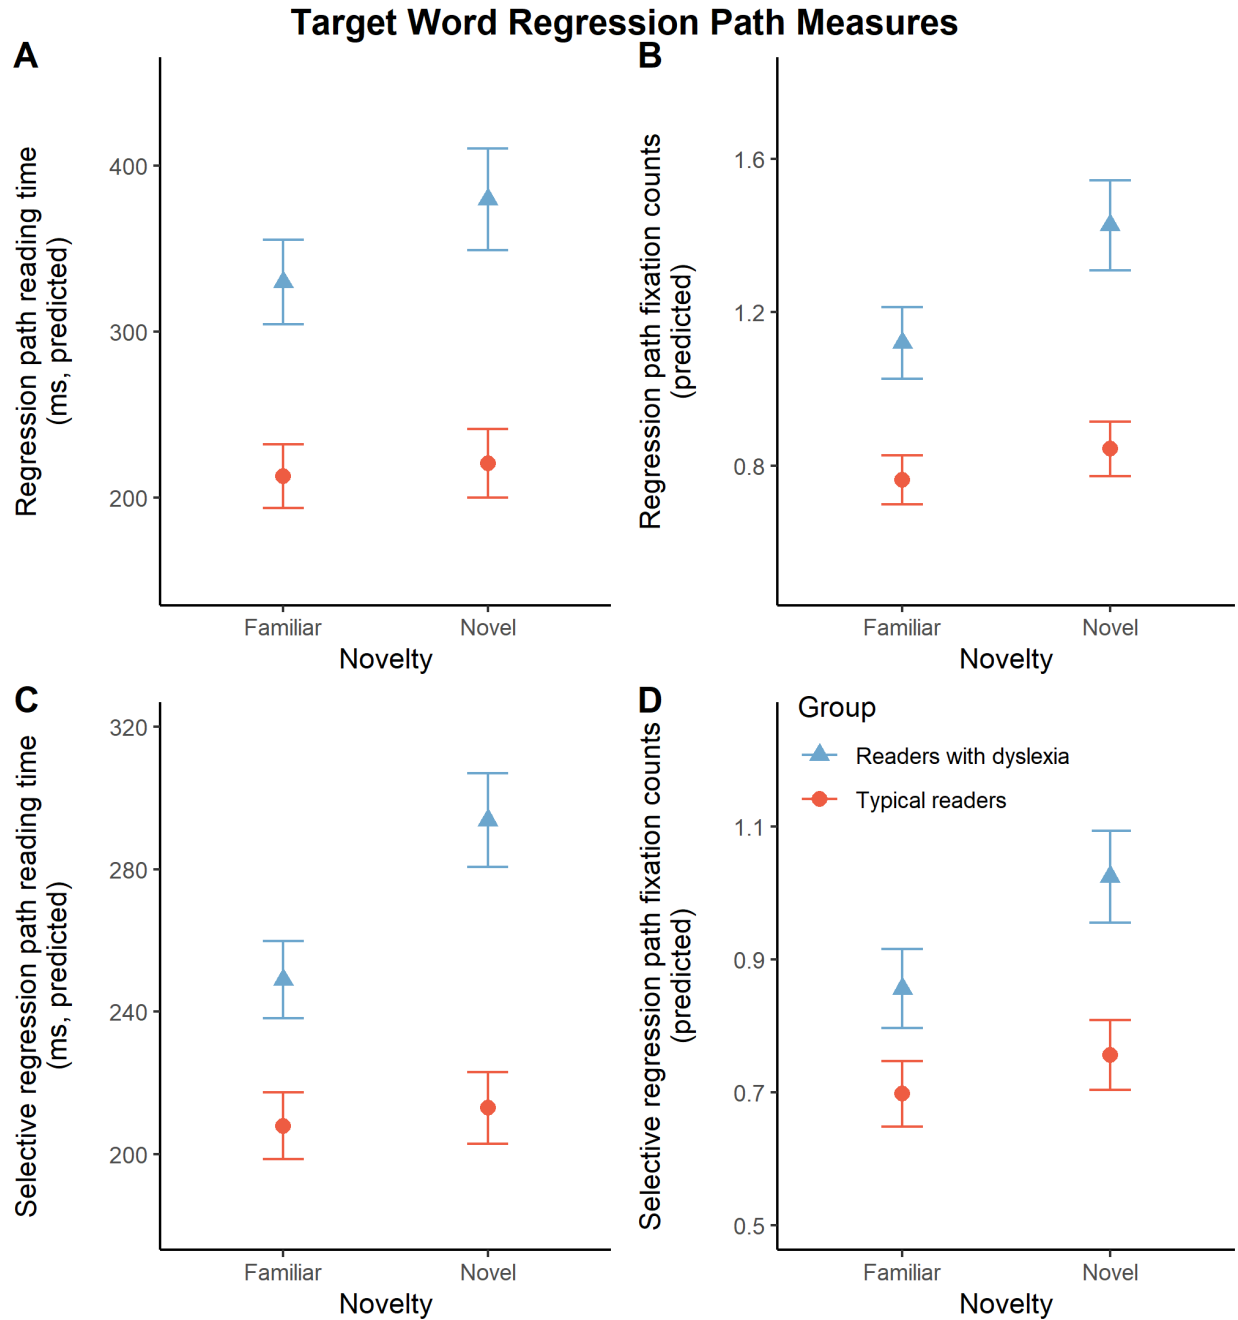 Target Word Regression Path Measures
A
Regression path reading time
(ms, predicted)
400
300
200
Familiar
Novel
Novelty
B
Regression path fixation counts
(predicted)
1.6
1.2
0.8
Familiar
Novel
Novelty
C
Selective regression path reading time
(ms, predicted)
320
280
240
200
Familiar
Novel
Novelty
D
Selective regression path fixation counts
(predicted)
Group
Readers with dyslexia
Typical readers
1.1
0.9
0.7
0.5
Familiar
Novel
Novelty